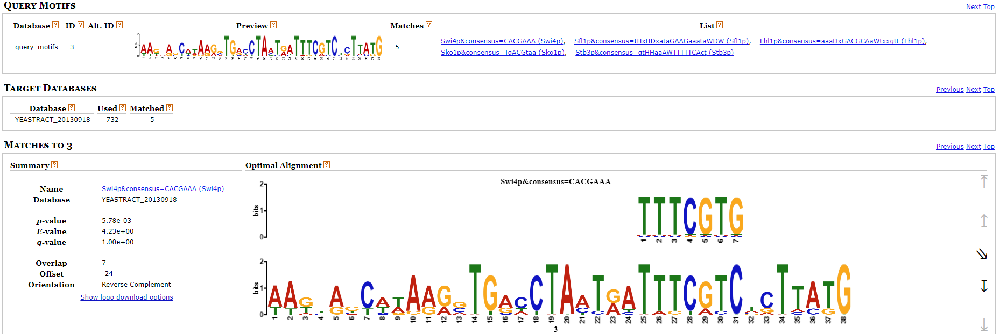 QUERY MOTIFS
Next Top
Database ? ID ? Alt. ID ? Preview ? Matches ? List ?
query_motifs 3 5 Swi4p&consensus=CACGAAA (Swi4p), Sfl1p&consensus=tHxHDxataGAAGaaataWDW (Sfl1p), Fhl1p&consensus=aaaDxGACGCAaWtxxgtt (Fhl1p),
Sko1p&consensus=TgACGtaa (Sko1p), Stb3p&consensus=gtHHaaAWTTTTTCAct (Stb3p)
TARGET DATABASES
Previous Next Top
Database ? Used ? Matched ?
YEASTRACT_20130918 732 5
MATCHES TO 3
Previous Next Top
Summary ?
Name Swi4p&consensus=CACGAAA (Swi4p)
Database YEASTRACT_20130918
p-value 5.78e-03
E-value 4.23e+00
q-value 1.00e+00
Overlap 7
Offset -24
Orientation Reverse Complement
Show logo download options
Optimal Alignment ?
Swi4p&consensus=CACGAAA
2
bits
1
0
TTTCGTG
1 2 3 4 5 6 7
2
bits
1
0
AAG AGCATAAGGTGACCTAATGATTTCGTC CTTATG
1 2 3 4 5 6 7 8 9 10 11 12 13 14 15 16 17 18 19 20 21 22 23 24 25 26 27 28 29 30 31 32 33 34 35 36 37 38
3